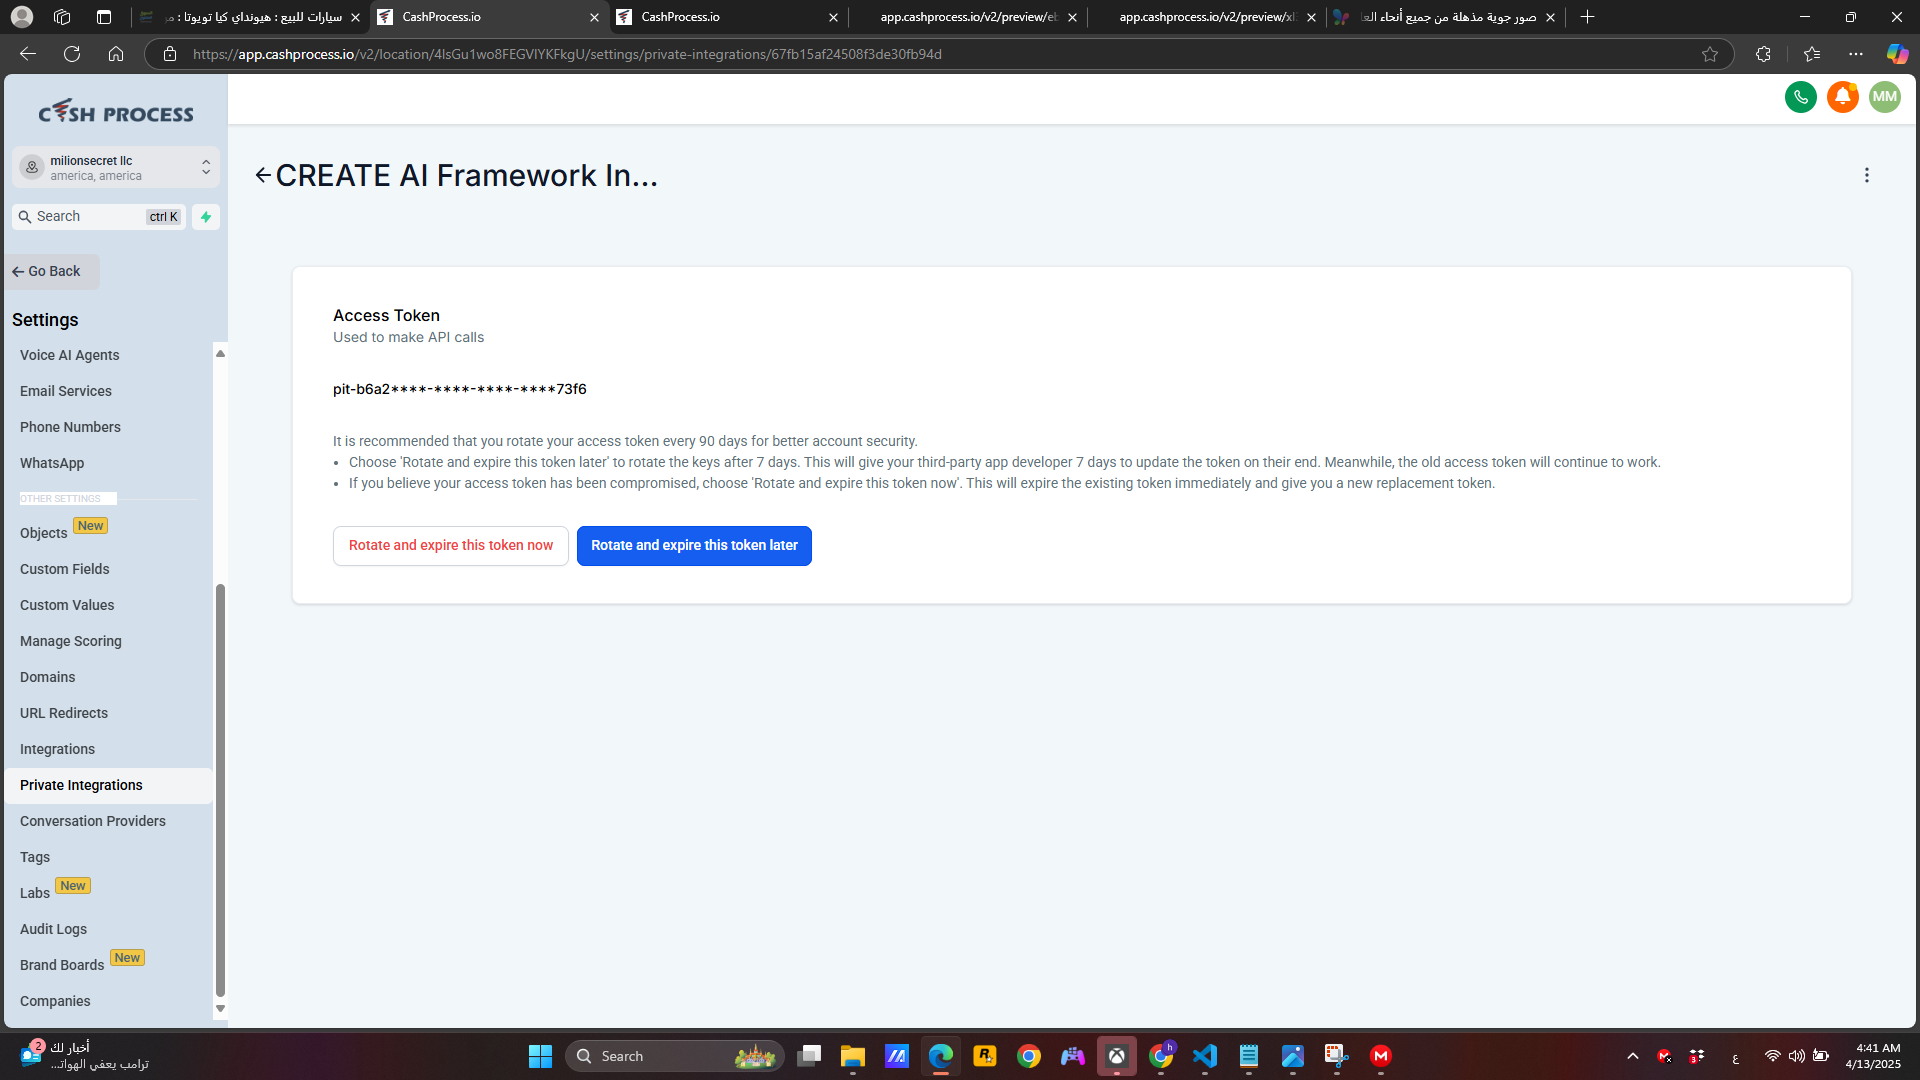 سيارات للبيع : هيونداي كيا تويوتا : مر
CashProcess.io
CashProcess.io
app.cashprocess.io/v2/preview/eb
app.cashprocess.io/v2/preview/xl
صور جوية مذهلة من جميع أنحاء العا
https://app.cashprocess.io/v2/location/4lsGu1wo8FEGVlYKFkgU/settings/private-integrations/67fb15af24508f3de30fb94d
CASH PROCESS
MM
milionsecret llc
america, america
Search ctrl K
Go Back
Settings
Voice AI Agents
Email Services
Phone Numbers
WhatsApp
OTHER SETTINGS
Objects New
Custom Fields
Custom Values
Manage Scoring
Domains
URL Redirects
Integrations
Private Integrations
Conversation Providers
Tags
Labs New
Audit Logs
Brand Boards New
Companies
CREATE AI Framework In...
Access Token
Used to make API calls
pit-b6a2****-****-****-****73f6
It is recommended that you rotate your access token every 90 days for better account security.
• Choose 'Rotate and expire this token later' to rotate the keys after 7 days. This will give your third-party app developer 7 days to update the token on their end. Meanwhile, the old access token will continue to work.
• If you believe your access token has been compromised, choose 'Rotate and expire this token now'. This will expire the existing token immediately and give you a new replacement token.
Rotate and expire this token now
Rotate and expire this token later
2
أخبار لك
ترامب يعفي الهواتـ...
Search
R
h
M
3
ع
4:41 AM
4/13/2025